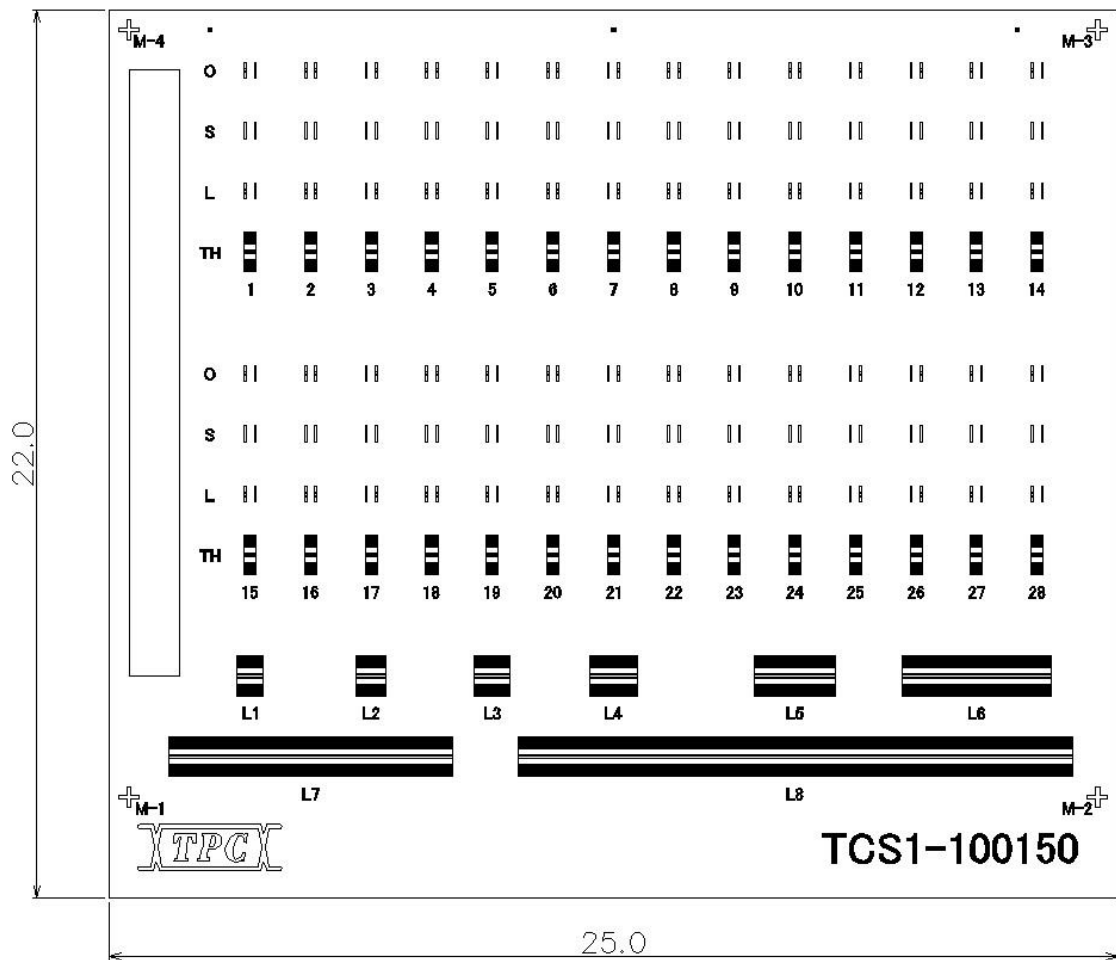 M-4 M-3
O
S
L
TH
1 2 3 4 5 6 7 8 9 10 11 12 13 14
O
S
L
TH
15 16 17 18 19 20 21 22 23 24 25 26 27 28
22.0
L1 L2 L3 L4 L5 L6
L7 L8
M-1 M-2
TPC TCS1-100150
25.0